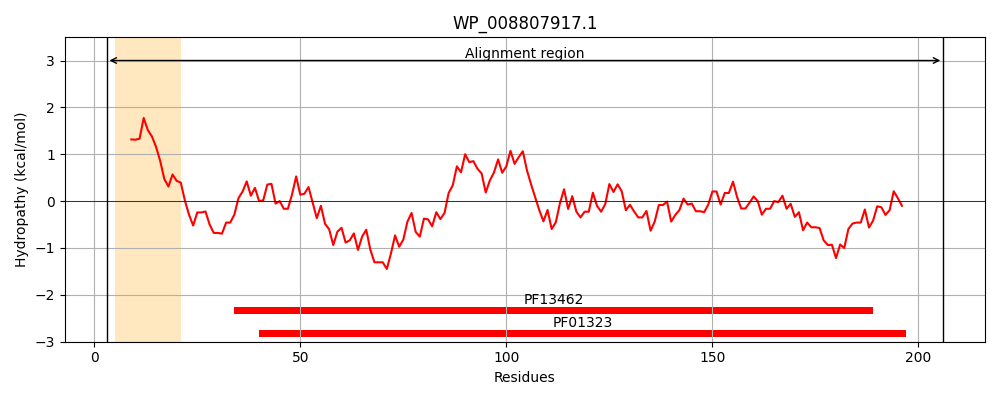 WP_008807917.1
Alignment region
3
2
1
0
−1
−2
−3
Hydropathy (kcal/mol)
PF13462
PF01323
0
50
100
150
200
Residues